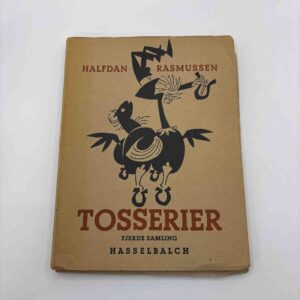 HALFDAN RASMUSSEN
TOSSERIER
FJERDE SAMLING
HASSELBALCH